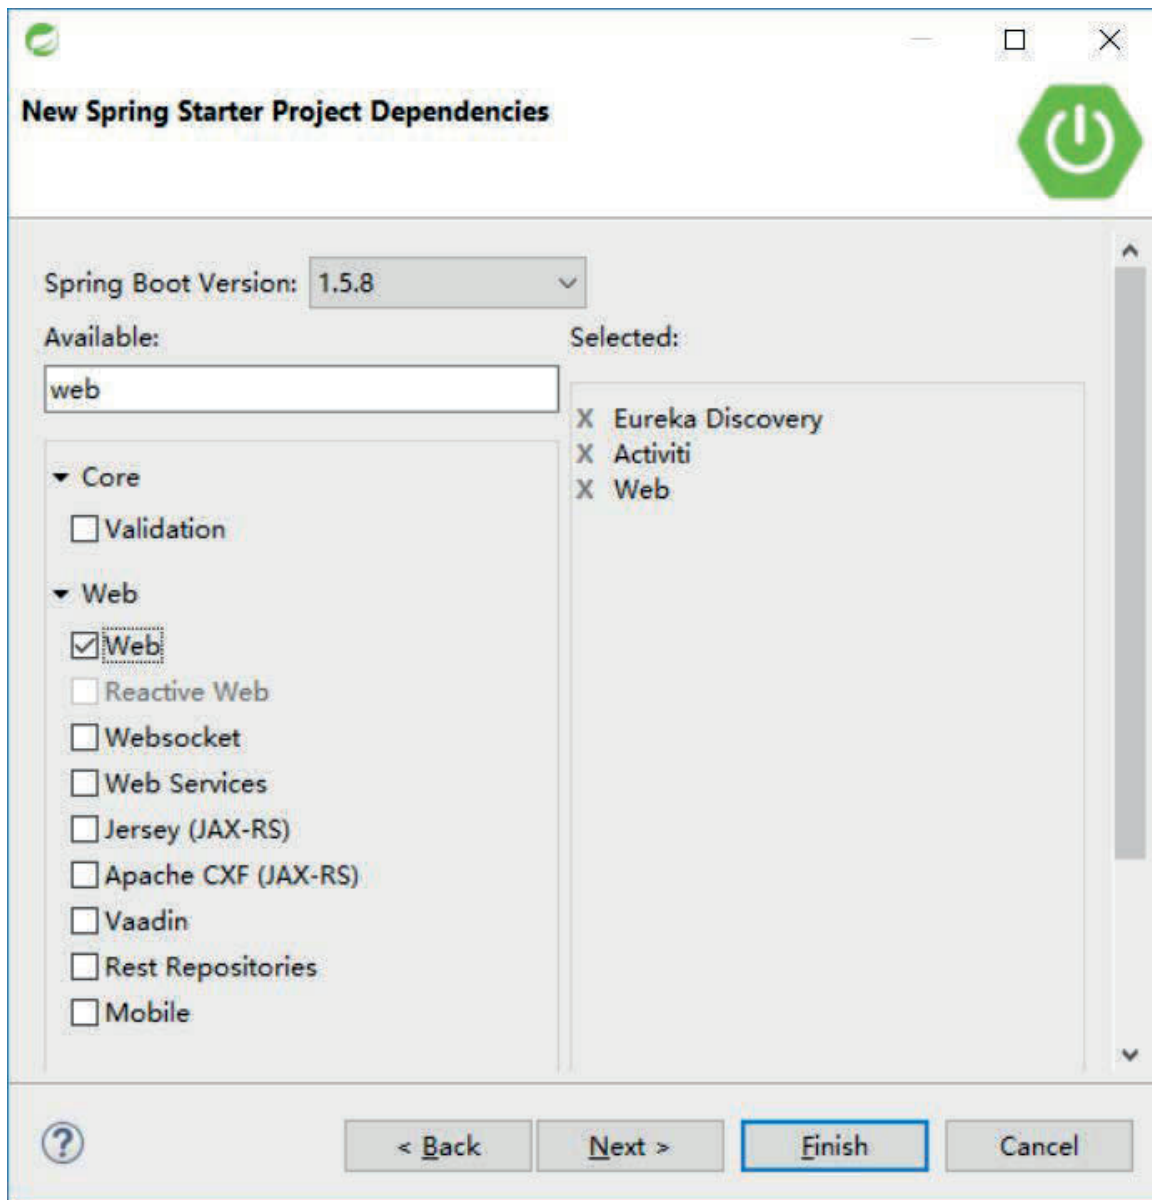 New Spring Starter Project Dependencies
Spring Boot Version: 1.5.8
Available:
web
Core
Validation
Web
Web
Reactive Web
Websocket
Web Services
Jersey (JAX-RS)
Apache CXF (JAX-RS)
Vaadin
Rest Repositories
Mobile
Selected:
X Eureka Discovery
X Activiti
X Web
?
< Back
Next >
Finish
Cancel